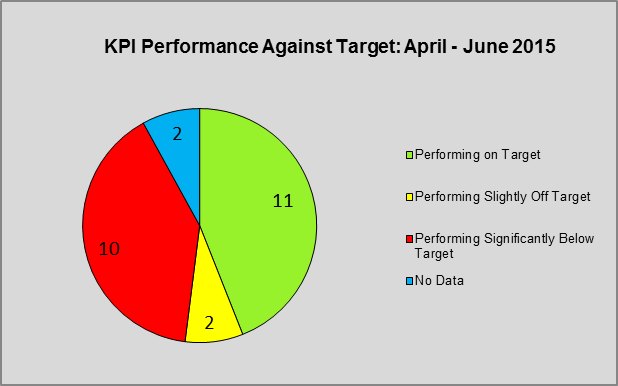 KPI Performance Against Target: April - June 2015
2
11
10
2
Performing on Target
Performing Slightly Off Target
Performing Significantly Below
Target
No Data